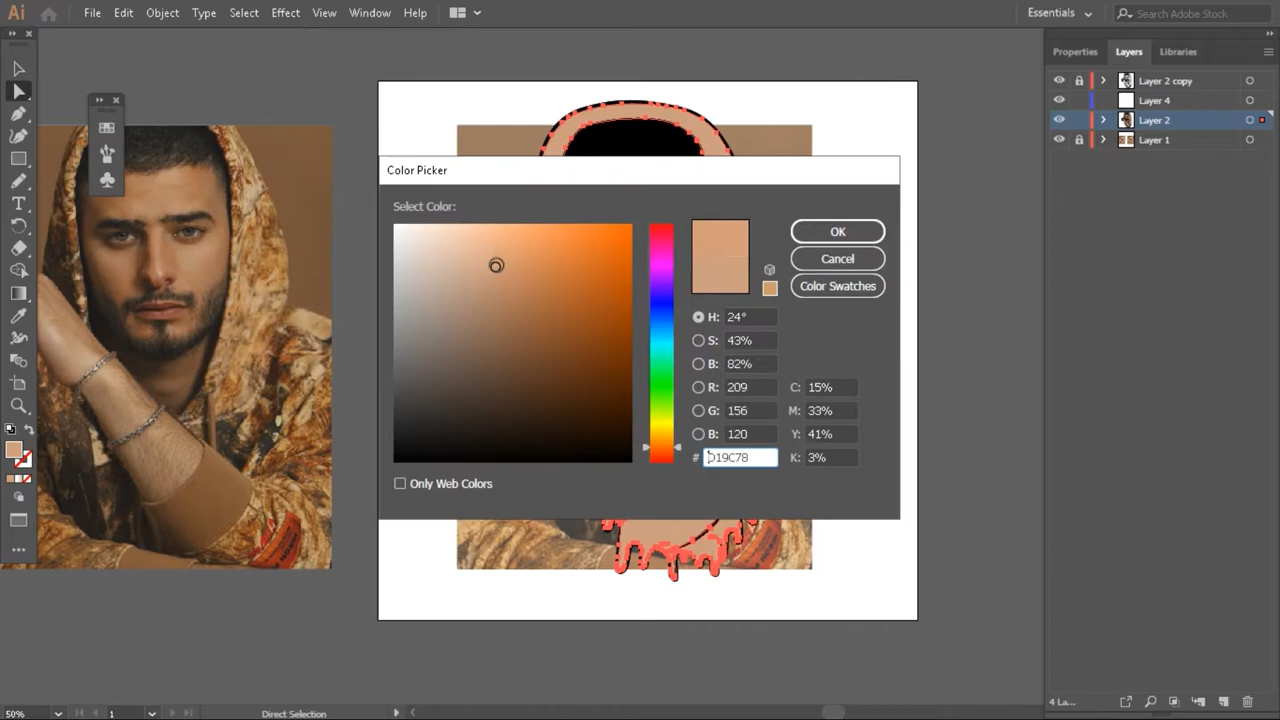 Ai File Edit Object Type Select Effect View Window Help Essentials Search Adobe Stock
Properties Layers Libraries
Layer 2 copy
Layer 4
Layer 2
Layer 1
Color Picker
Select Color:
OK
Cancel
Color Swatches
H: 24°
S: 43%
B: 82%
R: 209 C: 15%
G: 156 M: 33%
B: 120 Y: 41%
# D19C78 K: 3%
Only Web Colors
50% 1 Direct Selection 4 La...